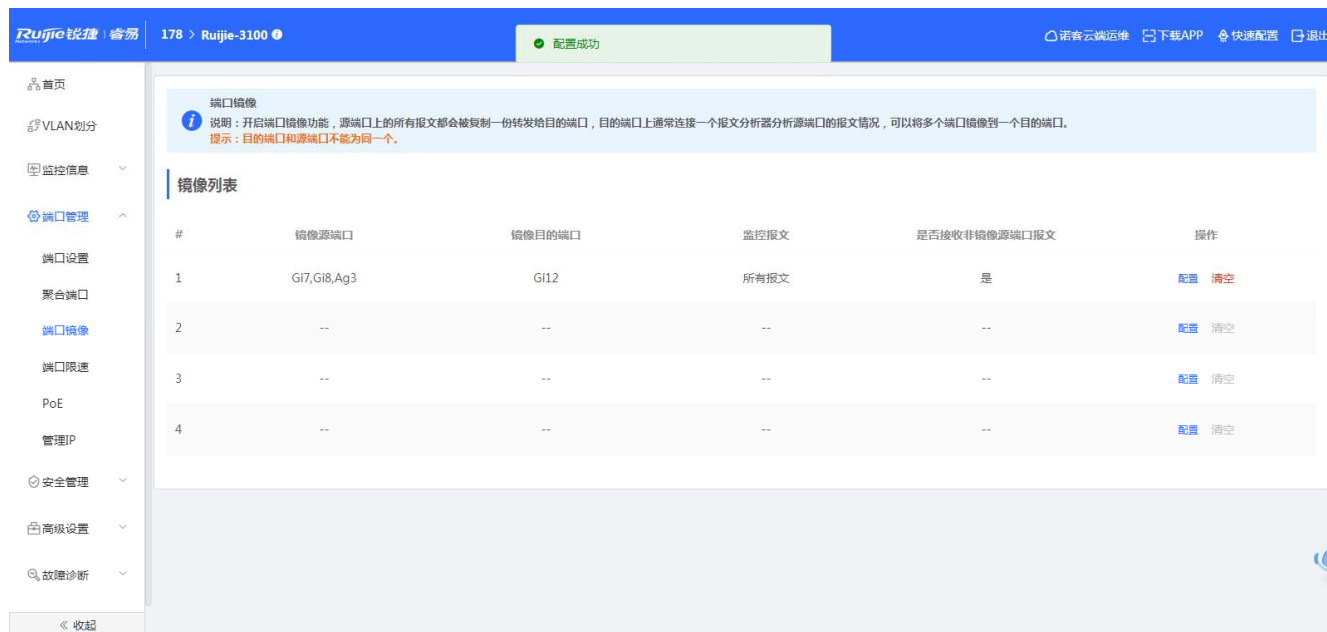 Ruijie锐捷 睿易 178 > Ruijie-3100 配置成功 诺客云端运维 下载APP 快速配置 退出
Networks
首页
VLAN划分
监控信息
端口管理
端口设置
聚合端口
端口镜像
端口限速
PoE
管理IP
安全管理
高级设置
故障诊断
« 收起
端口镜像
说明：开启端口镜像功能，源端口上的所有报文都会被复制一份转发给目的端口，目的端口上通常连接一个报文分析器分析源端口的报文情况，可以将多个端口镜像到一个目的端口。
提示：目的端口和源端口不能为同一个。
镜像列表
# 镜像源端口 镜像目的端口 监控报文 是否接收非镜像源端口报文 操作
1 Gi7,Gi8,Ag3 Gi12 所有报文 是 配置 清空
2 -- -- -- -- 配置 清空
3 -- -- -- -- 配置 清空
4 -- -- -- -- 配置 清空